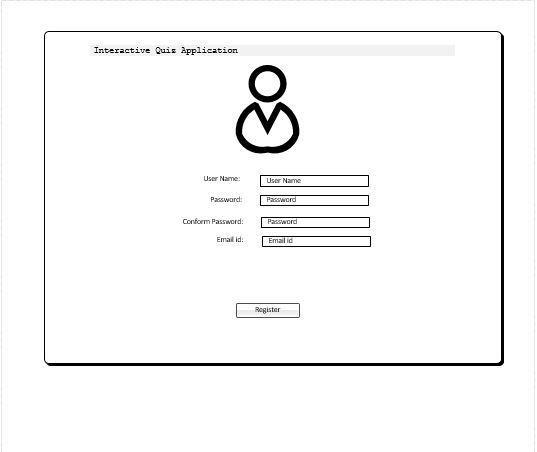 Interactive Quiz Application
User Name: User Name
Password: Password
Conform Password: Password
Email id: Email id
Register